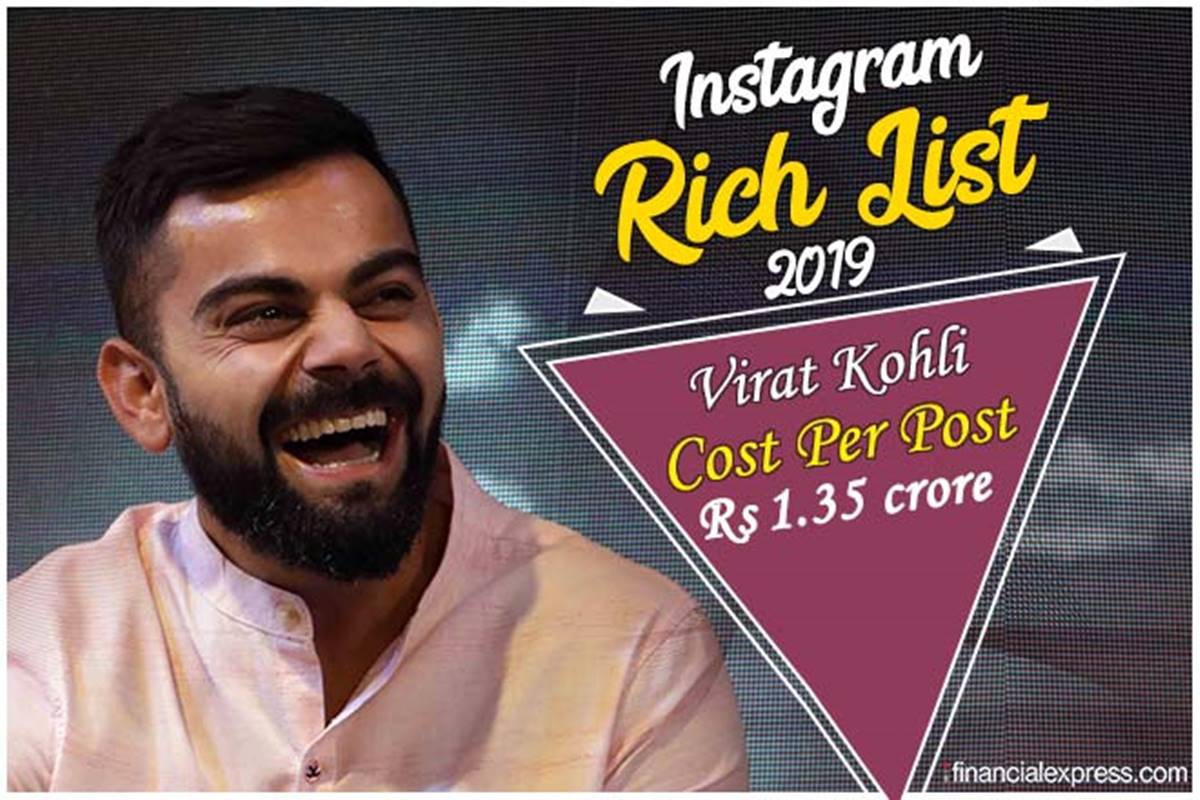 Instagram
Rich List
2019
Virat Kohli
Cost Per Post
Rs 1.35 crore
financialexpress.com